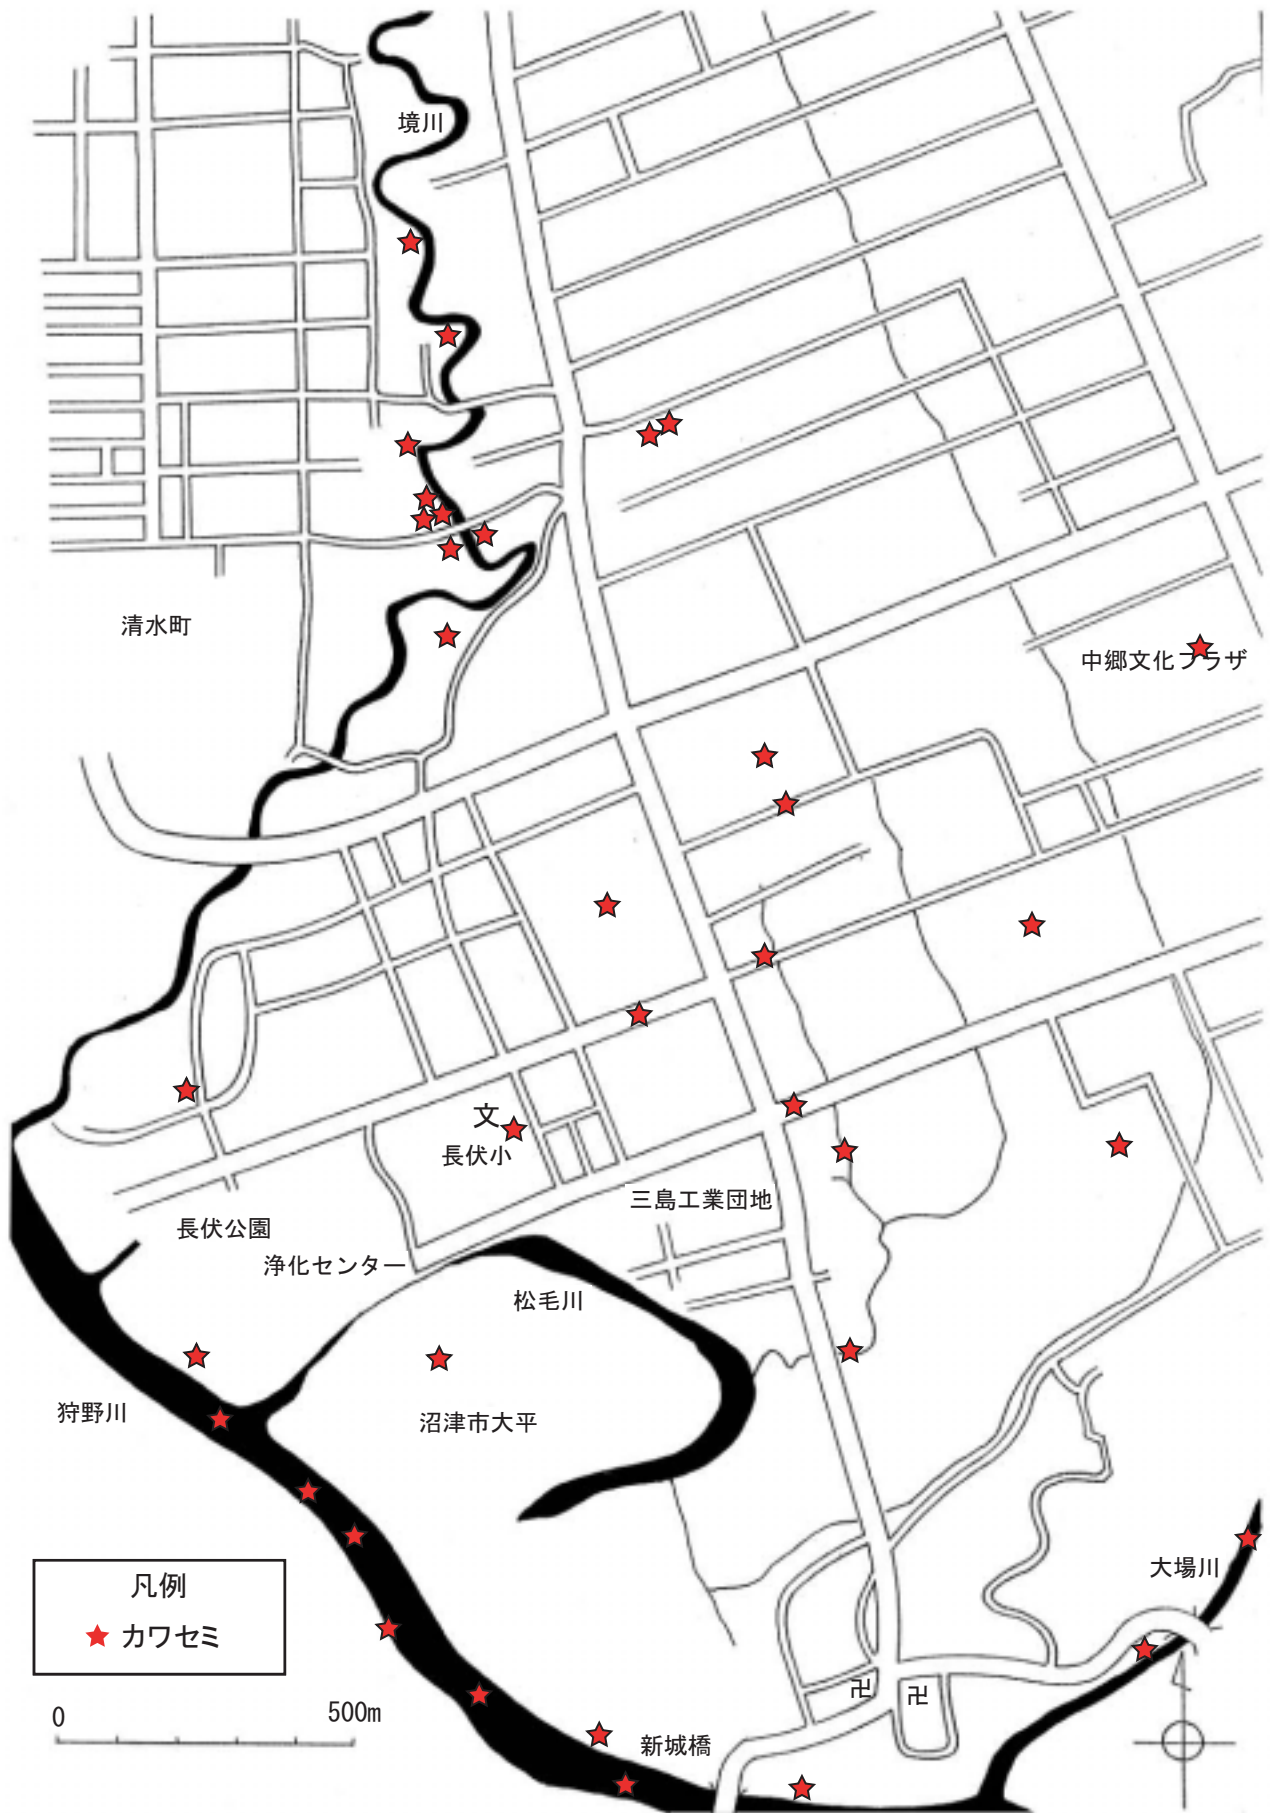 境川
清水町
中郷文化プラザ
文
長伏小
三島工業団地
長伏公園
浄化センター
松毛川
狩野川
沼津市大平
大場川
凡例
カワセミ
0
500m
卍
卍
新城橋